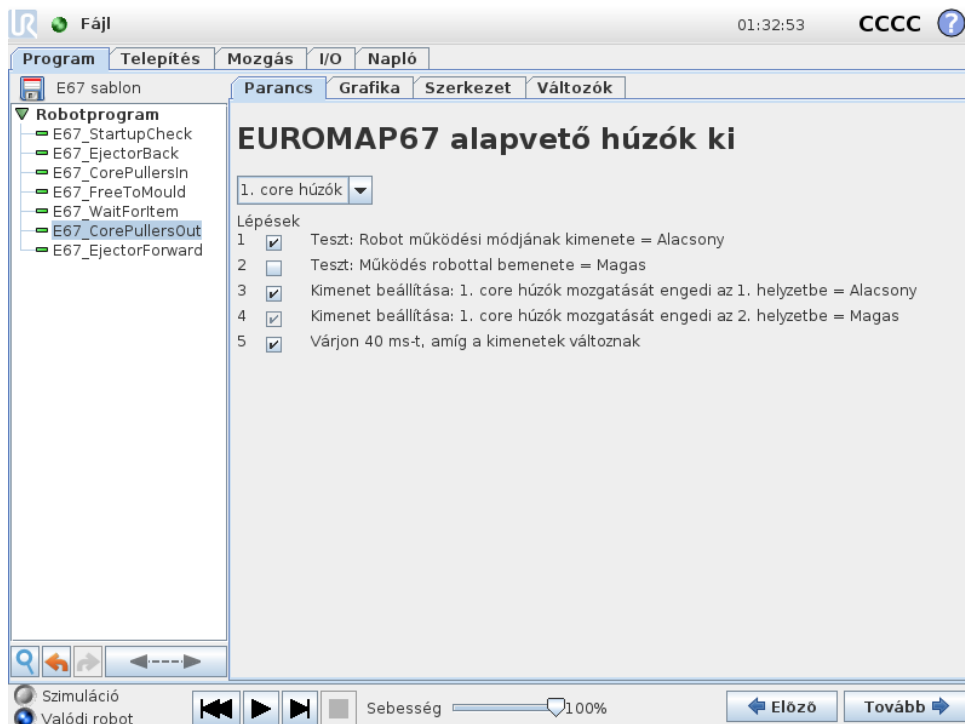 UR Fájl 01:32:53 CCCC ?
Program Telepítés Mozgás I/O Napló
E67 sablon
Parancs Grafika Szerkezet Változók
Robotprogram
E67_StartupCheck
E67_EjectorBack
E67_CorePullersIn
E67_FreeToMould
E67_WaitForItem
E67_CorePullersOut
E67_EjectorForward
EUROMAP67 alapvető húzók ki
1. core húzók
Lépések
1 Teszt: Robot működési módjának kimenete = Alacsony
2 Teszt: Működés robottal bemenete = Magas
3 Kimenet beállítása: 1. core húzók mozgatását engedi az 1. helyzetbe = Alacsony
4 Kimenet beállítása: 1. core húzók mozgatását engedi az 2. helyzetbe = Magas
5 Várjon 40 ms-t, amíg a kimenetek változnak
Szimuláció
Valódi robot
Sebesség 100%
Előző Tovább